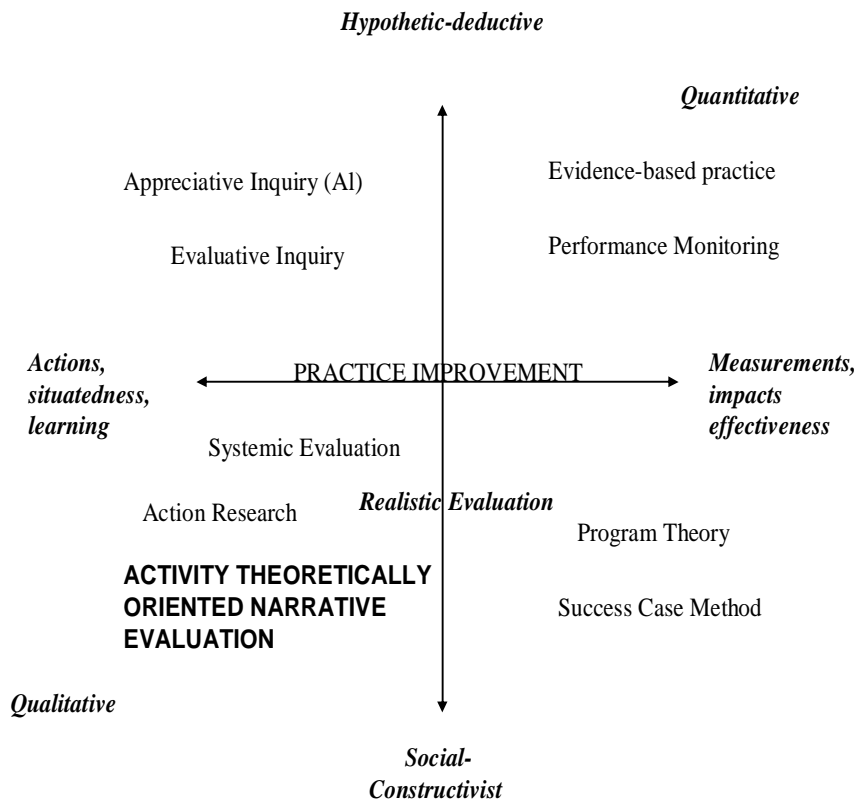 Hypothetic-deductive
Quantitative
Evidence-based practice
Appreciative Inquiry (Al)
Performance Monitoring
Evaluative Inquiry
Actions,
situatedness,
learning
PRACTICE IMPROVEMENT
Measurements,
impacts
effectiveness
Systemic Evaluation
Realistic Evaluation
Action Research
Program Theory
ACTIVITY THEORETICALLY
ORIENTED NARRATIVE
EVALUATION
Success Case Method
Qualitative
Social-
Constructivist